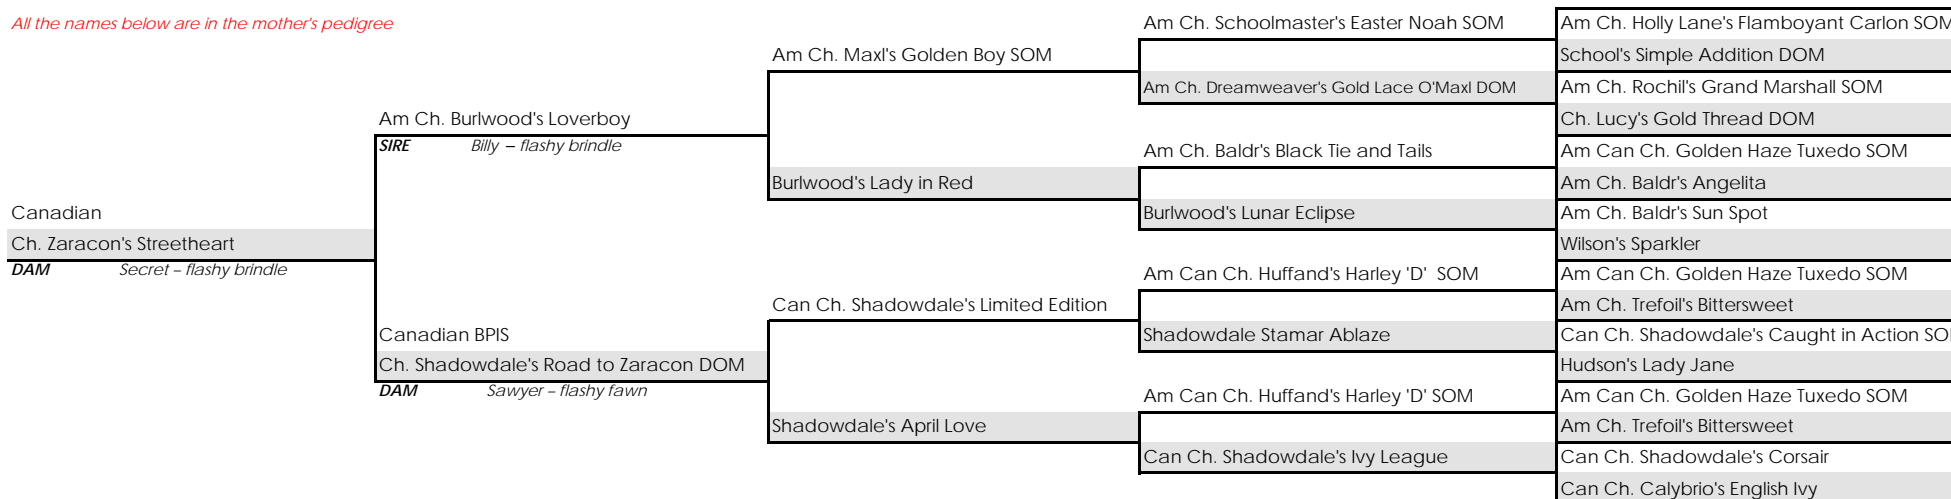 All the names below are in the mother's pedigree
Canadian
Ch. Zaracon's Streetheart
DAM Secret – flashy brindle
Am Ch. Burlwood's Loverboy
SIRE Billy – flashy brindle
Canadian BPIS
Ch. Shadowdale's Road to Zaracon DOM
DAM Sawyer – flashy fawn
Am Ch. Maxl's Golden Boy SOM
Burlwood's Lady in Red
Can Ch. Shadowdale's Limited Edition
Shadowdale's April Love
Am Ch. Schoolmaster's Easter Noah SOM
Am Ch. Dreamweaver's Gold Lace O'Maxl DOM
Am Ch. Baldr's Black Tie and Tails
Burlwood's Lunar Eclipse
Am Can Ch. Huffand's Harley 'D' SOM
Shadowdale Stamar Ablaze
Am Can Ch. Huffand's Harley 'D' SOM
Can Ch. Shadowdale's Ivy League
Am Ch. Holly Lane's Flamboyant Carlon SOM
School's Simple Addition DOM
Am Ch. Rochil's Grand Marshall SOM
Ch. Lucy's Gold Thread DOM
Am Can Ch. Golden Haze Tuxedo SOM
Am Ch. Baldr's Angelita
Am Ch. Baldr's Sun Spot
Wilson's Sparkler
Am Can Ch. Golden Haze Tuxedo SOM
Am Ch. Trefoil's Bittersweet
Can Ch. Shadowdale's Caught in Action SO
Hudson's Lady Jane
Am Can Ch. Golden Haze Tuxedo SOM
Am Ch. Trefoil's Bittersweet
Can Ch. Shadowdale's Corsair
Can Ch. Calybrio's English Ivy